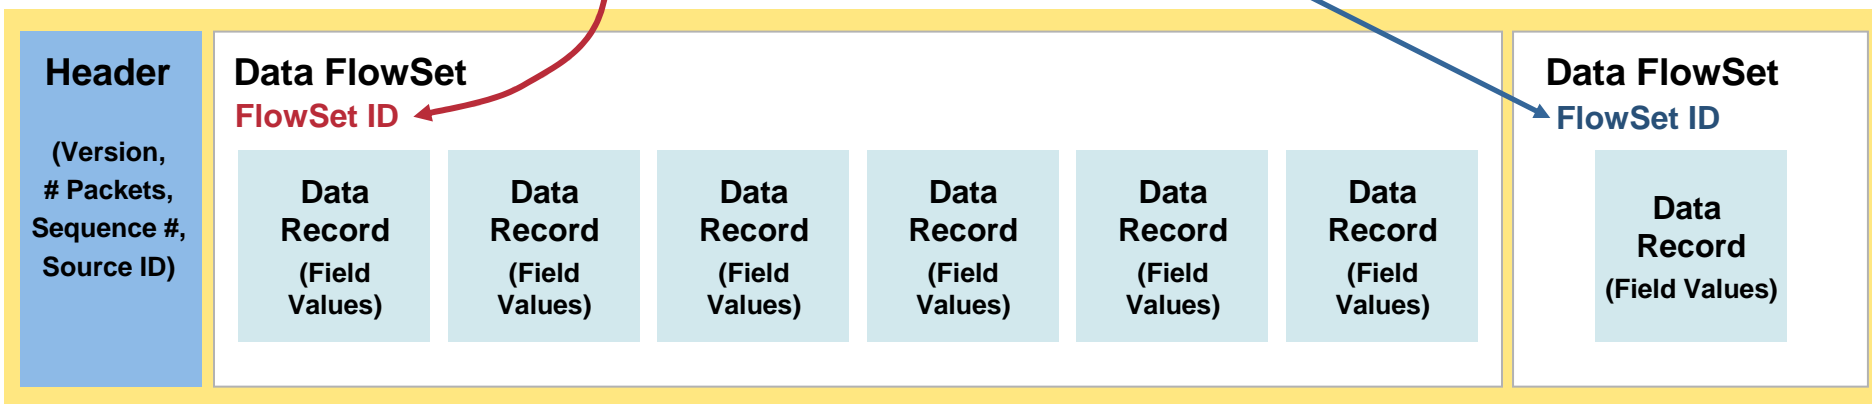 Header
(Version,
# Packets,
Sequence #,
Source ID)
Data FlowSet
FlowSet ID
Data
Record
(Field
Values)
Data
Record
(Field
Values)
Data
Record
(Field
Values)
Data
Record
(Field
Values)
Data
Record
(Field
Values)
Data
Record
(Field
Values)
Data FlowSet
FlowSet ID
Data
Record
(Field Values)